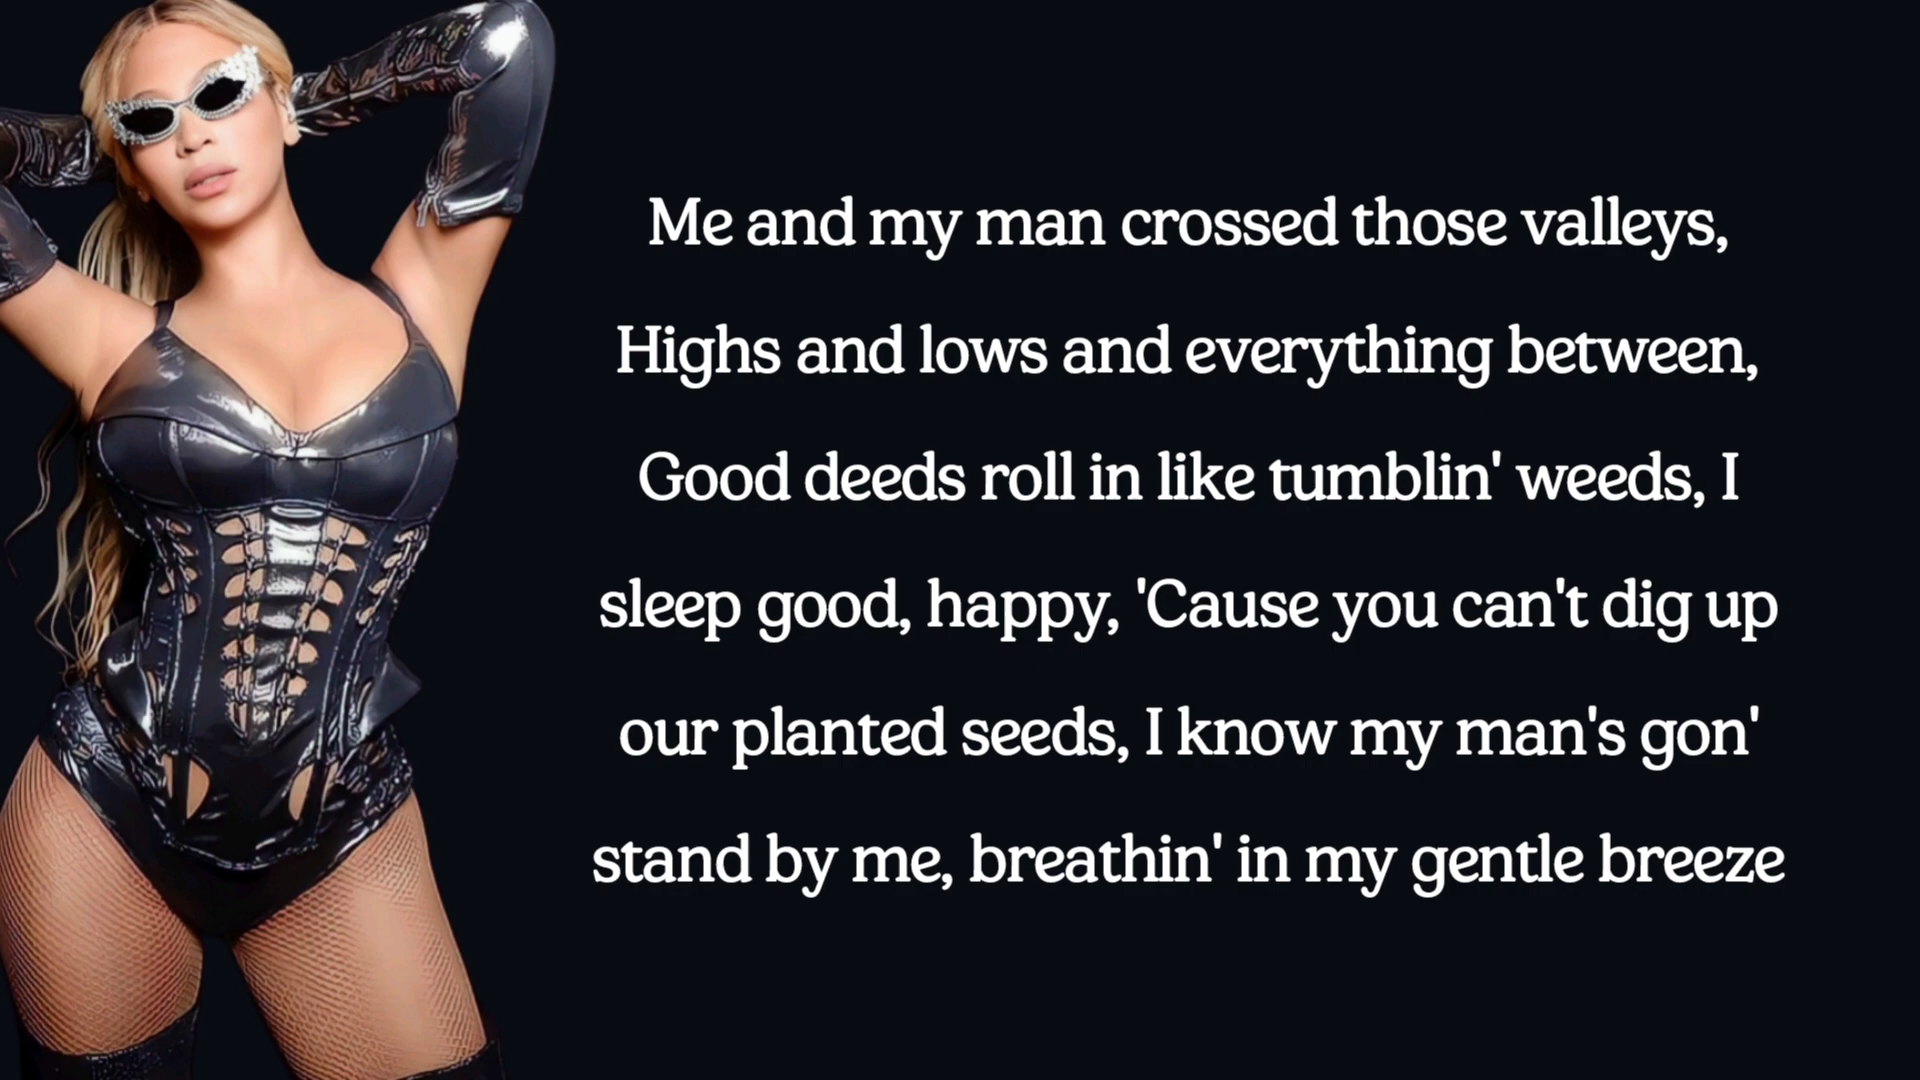 Me and my man crossed those valleys,
Highs and lows and everything between,
Good deeds roll in like tumblin' weeds, I
sleep good, happy, 'Cause you can't dig up
our planted seeds, I know my man's gon'
stand by me, breathin' in my gentle breeze